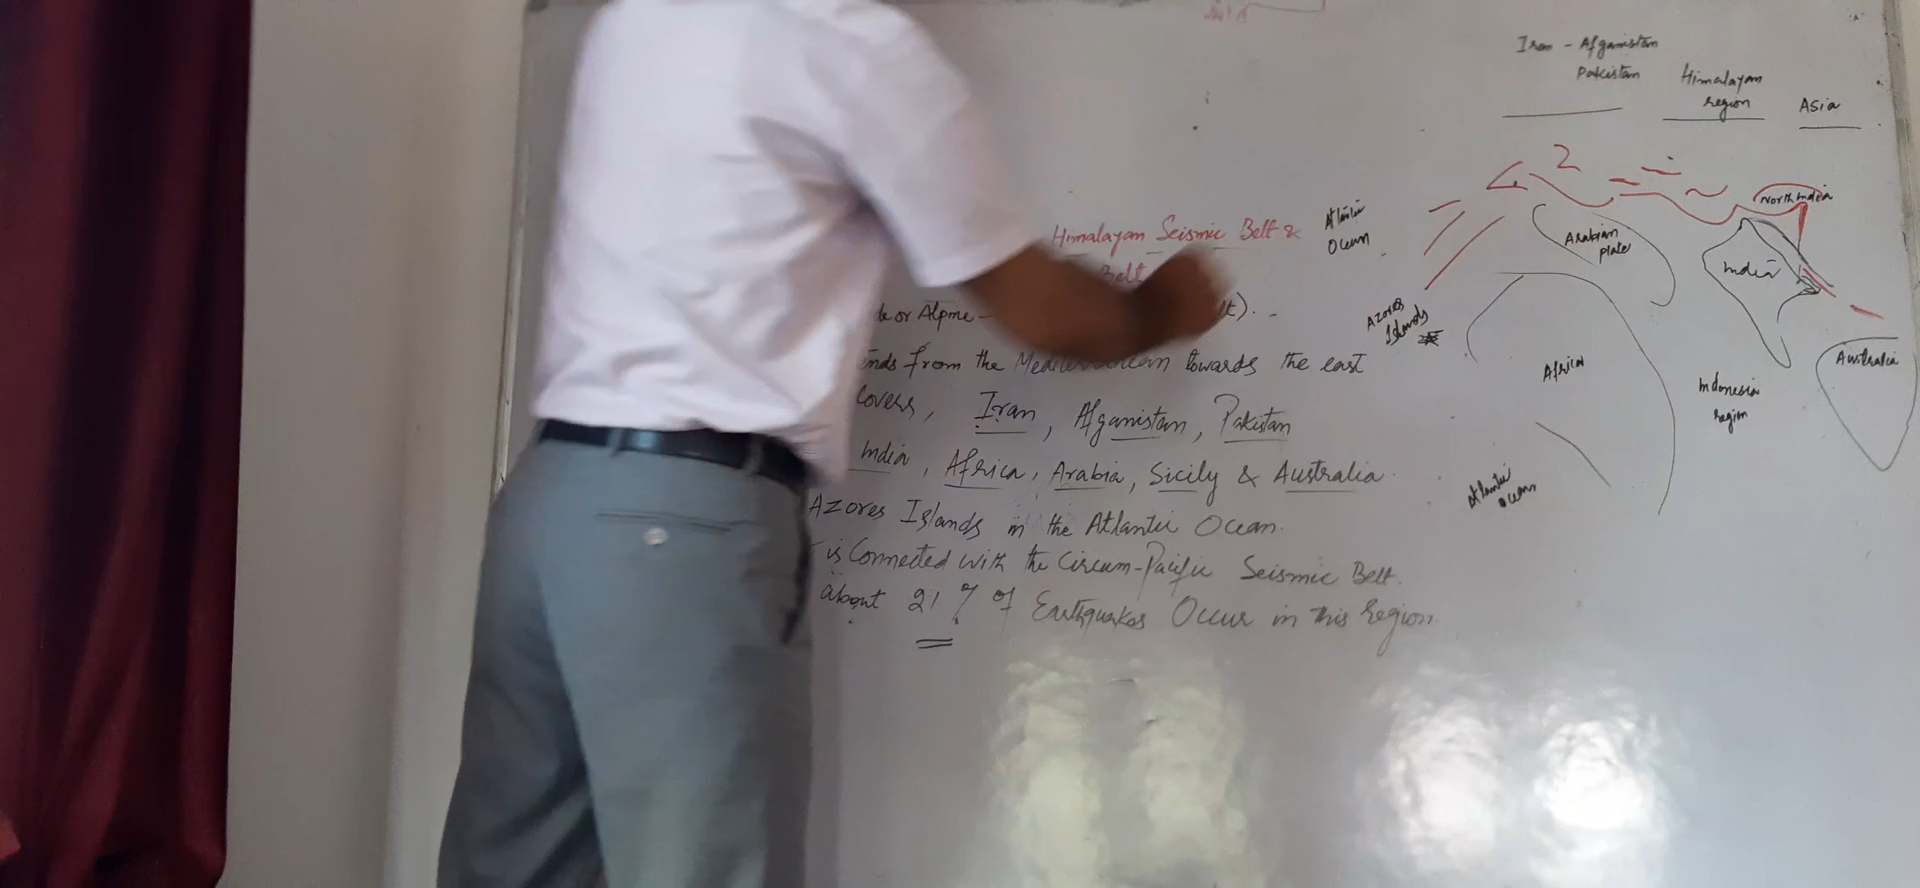 Himalayan Seismic Belt &
Belt
or Alpine -
from the Mediterranean towards the east
Covers, Iran, Afganistan, Pakistan
India, Africa, Arabia, Sicily & Australia.
Azores Islands in the Atlantic Ocean.
is Connected with the Circum-Pacific Seismic Belt.
about 21% of Earthquakes Occur in this region.
Iran - Afganistan
Pakistan
Himalayan
region
Asia
Atlantic
Ocean
Azores
Islands
North India
Arabian
plate
India
Africa
Indonesia
region
Australia
Atlantic
Ocean